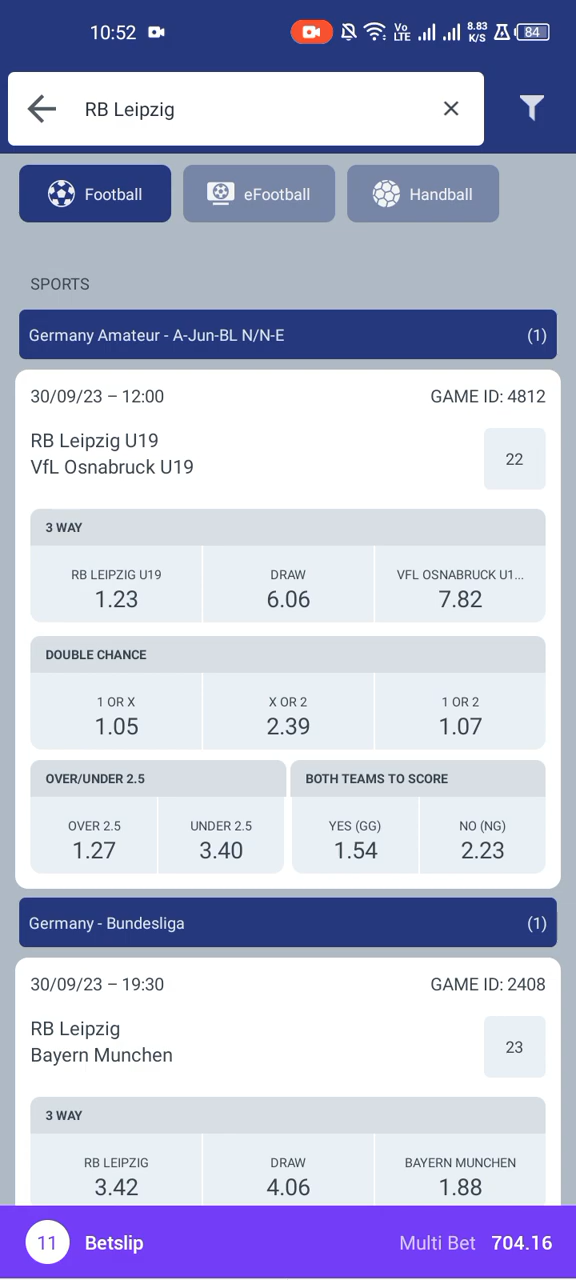 10:52
Vo LTE 8.83 K/S 84
RB Leipzig
Football eFootball Handball
SPORTS
Germany Amateur - A-Jun-BL N/N-E (1)
30/09/23 – 12:00 GAME ID: 4812
RB Leipzig U19
VfL Osnabruck U19
22
3 WAY
RB LEIPZIG U19 DRAW VFL OSNABRUCK U1...
1.23 6.06 7.82
DOUBLE CHANCE
1 OR X X OR 2 1 OR 2
1.05 2.39 1.07
OVER/UNDER 2.5 BOTH TEAMS TO SCORE
OVER 2.5 UNDER 2.5 YES (GG) NO (NG)
1.27 3.40 1.54 2.23
Germany - Bundesliga (1)
30/09/23 – 19:30 GAME ID: 2408
RB Leipzig
Bayern Munchen
23
3 WAY
RB LEIPZIG DRAW BAYERN MUNCHEN
3.42 4.06 1.88
11 Betslip Multi Bet 704.16